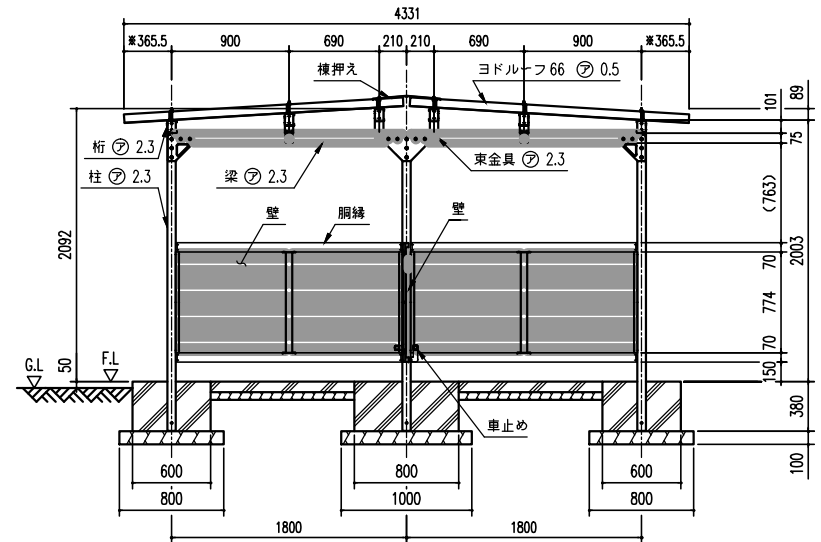 4331
※365.5 900 690 210 210 690 900 ※365.5
棟押え
ヨドルーフ66 ㋐ 0.5
101
89
75
桁 ㋐ 2.3
柱 ㋐ 2.3
梁 ㋐ 2.3
束金具 ㋐ 2.3
(763)
壁
胴縁
壁
2092
2003
70
774
70
150
50
G.L
F.L
車止め
380
100
600
800
600
800
1000
800
1800
1800